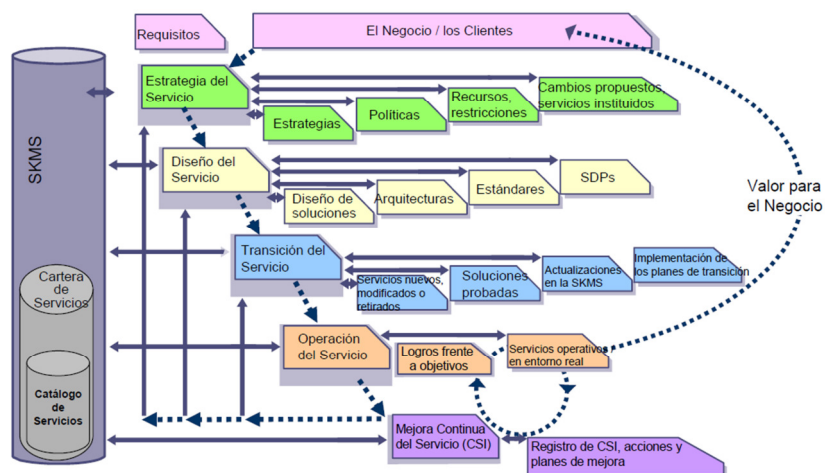 Requisitos
El Negocio / los Clientes
Estrategia del
Servicio
Estrategias
Políticas
Recursos,
restricciones
Cambios propuestos,
servicios instituidos
SKMS
Diseño del
Servicio
Diseño de
soluciones
Arquitecturas
Estándares
SDPs
Valor para
el Negocio
Transición del
Servicio
Servicios nuevos,
modificados o
retirados
Soluciones
probadas
Actualizaciones
en la SKMS
Implementación de
los planes de transición
Cartera
de
Servicios
Catálogo
de
Servicios
Operación
del Servicio
Logros frente
a objetivos
Servicios operativos
en entorno real
Mejora Continua
del Servicio (CSI)
Registro de CSI, acciones y
planes de mejora